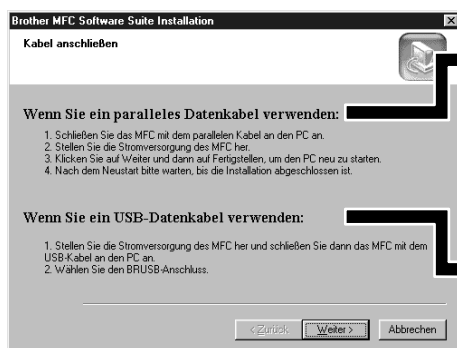 Brother MFC Software Suite Installation
Kabel anschließen
Wenn Sie ein paralleles Datenkabel verwenden:
1. Schließen Sie das MFC mit dem parallelen Kabel an den PC an.
2. Stellen Sie die Stromversorgung des MFC her.
3. Klicken Sie auf Weiter und dann auf Fertigstellen, um den PC neu zu starten.
4. Nach dem Neustart bitte warten, bis die Installation abgeschlossen ist.
Wenn Sie ein USB-Datenkabel verwenden:
1. Stellen Sie die Stromversorgung des MFC her und schließen Sie dann das MFC mit dem
USB-Kabel an den PC an.
2. Wählen Sie den BRUSB-Anschluss.
< Zurück Weiter > Abbrechen